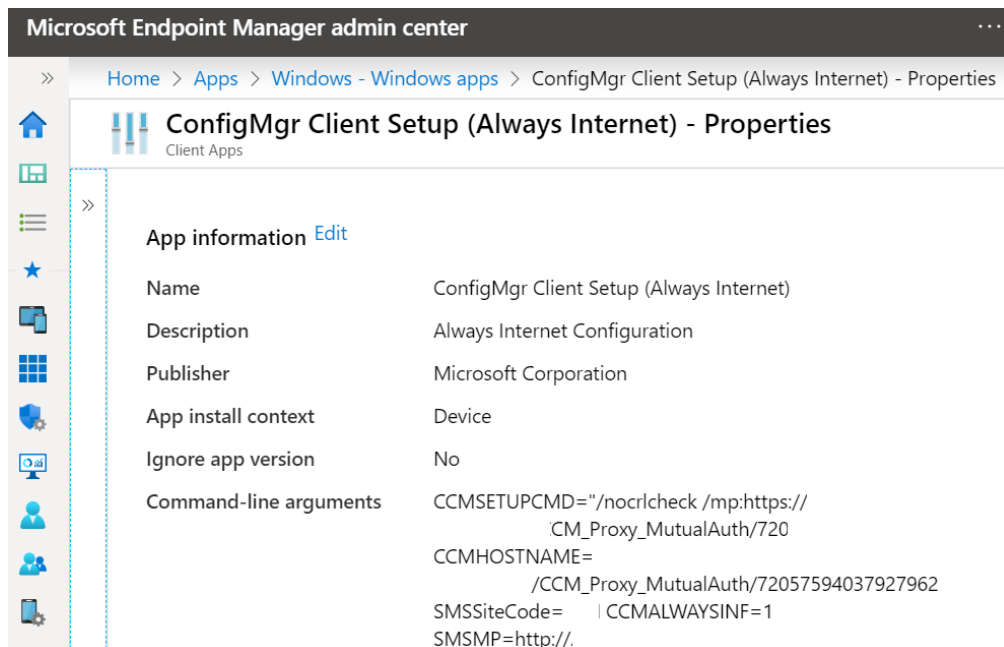 Microsoft Endpoint Manager admin center
Home > Apps > Windows - Windows apps > ConfigMgr Client Setup (Always Internet) - Properties
ConfigMgr Client Setup (Always Internet) - Properties
Client Apps
App information Edit
Name ConfigMgr Client Setup (Always Internet)
Description Always Internet Configuration
Publisher Microsoft Corporation
App install context Device
Ignore app version No
Command-line arguments CCMSETUPCMD="/nocrlcheck /mp:https://
CM_Proxy_MutualAuth/720
CCMHOSTNAME=
/CCM_Proxy_MutualAuth/72057594037927962
SMSSiteCode= CCMALWAYSINF=1
SMSMP=http://